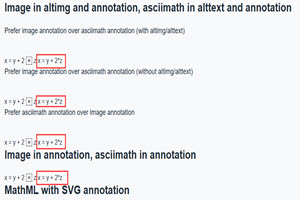 Image in altimg and annotation, asciimath in alttext and annotation
Prefer image annotation over asciimath annotation (with altimg/alttext)
x = y + 2 * z x = y + 2*z
Prefer image annotation over asciimath annotation (without altimg/alttext)
x = y + 2 * z x = y + 2*z
Prefer asciimath annotation over image annotation
x = y + 2 * z x = y + 2*z
Image in annotation, asciimath in annotation
x = y + 2 * z x = y + 2*z
MathML with SVG annotation